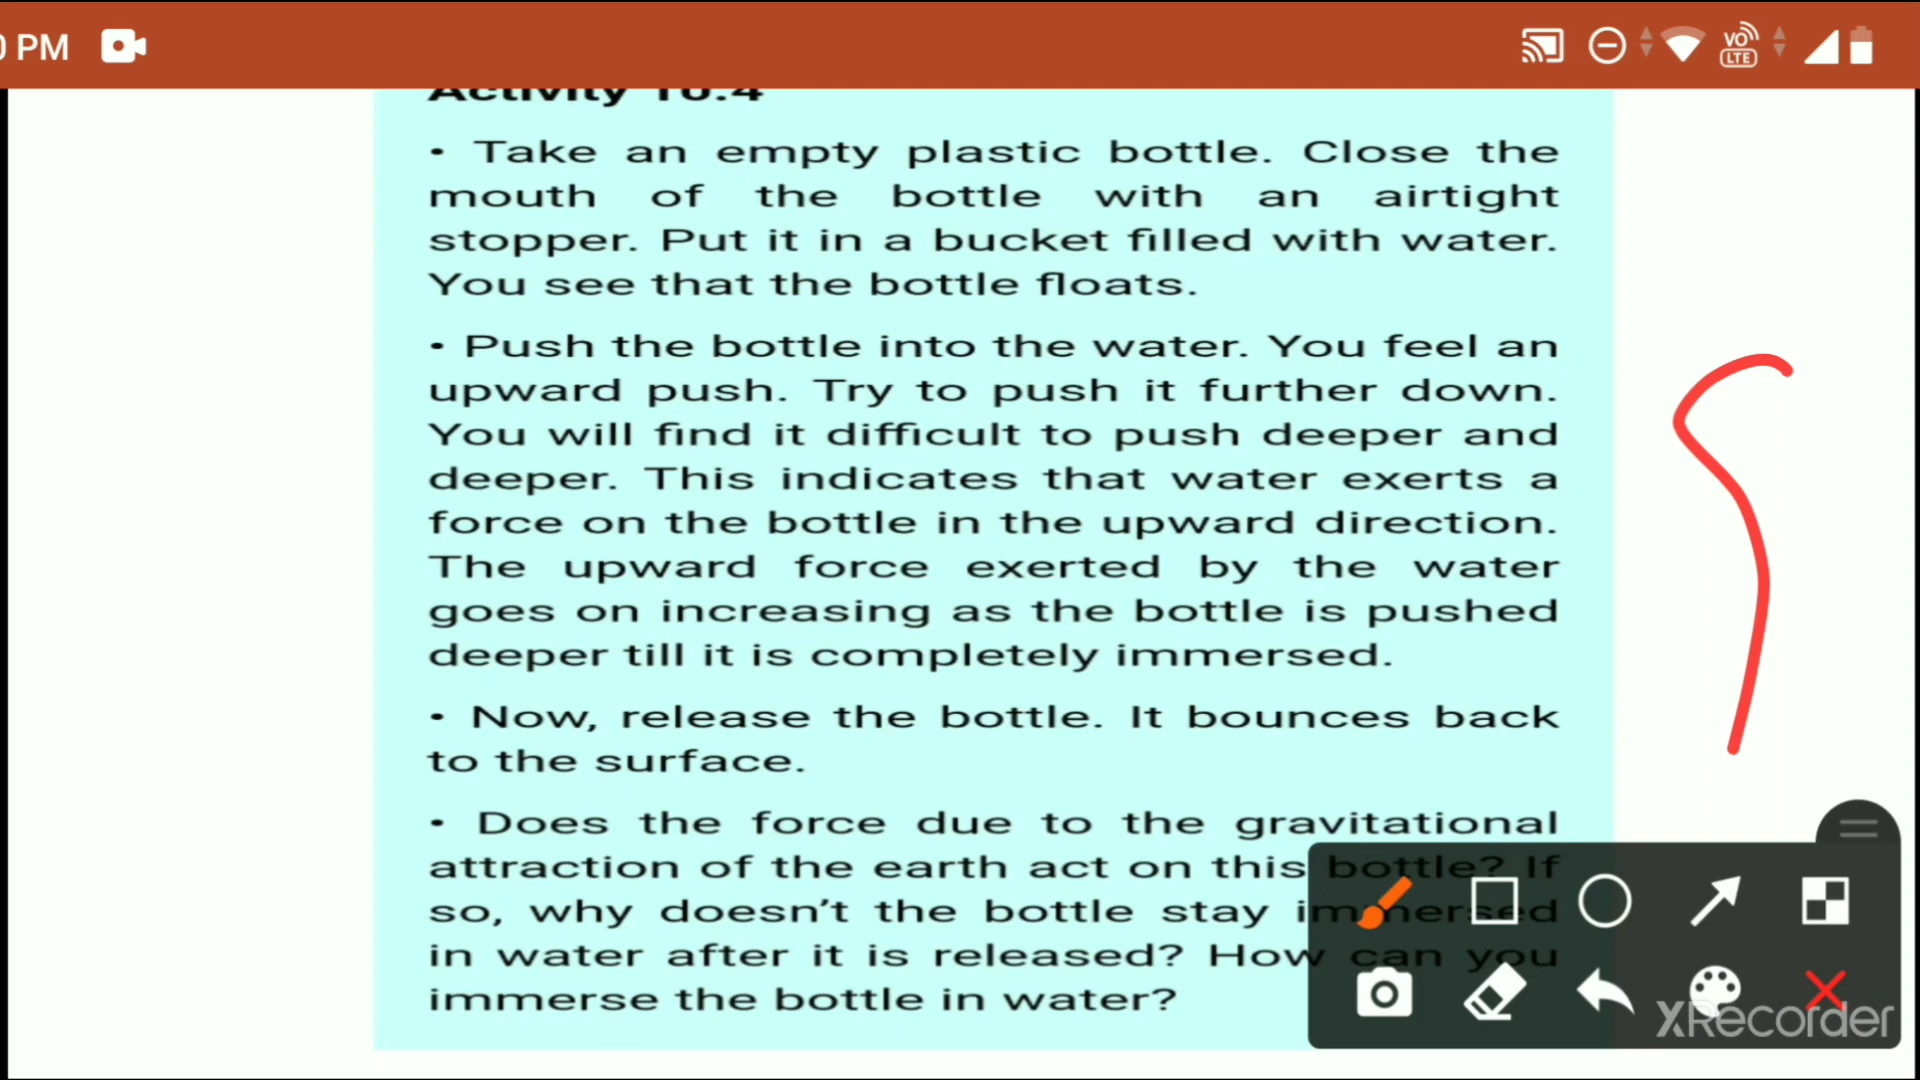 PM
VO
LTE
Activity 10.4
• Take an empty plastic bottle. Close the
mouth of the bottle with an airtight
stopper. Put it in a bucket filled with water.
You see that the bottle floats.
• Push the bottle into the water. You feel an
upward push. Try to push it further down.
You will find it difficult to push deeper and
deeper. This indicates that water exerts a
force on the bottle in the upward direction.
The upward force exerted by the water
goes on increasing as the bottle is pushed
deeper till it is completely immersed.
• Now, release the bottle. It bounces back
to the surface.
• Does the force due to the gravitational
attraction of the earth act on this bottle? If
so, why doesn’t the bottle stay immersed
in water after it is released? How can you
immerse the bottle in water?
XRecorder